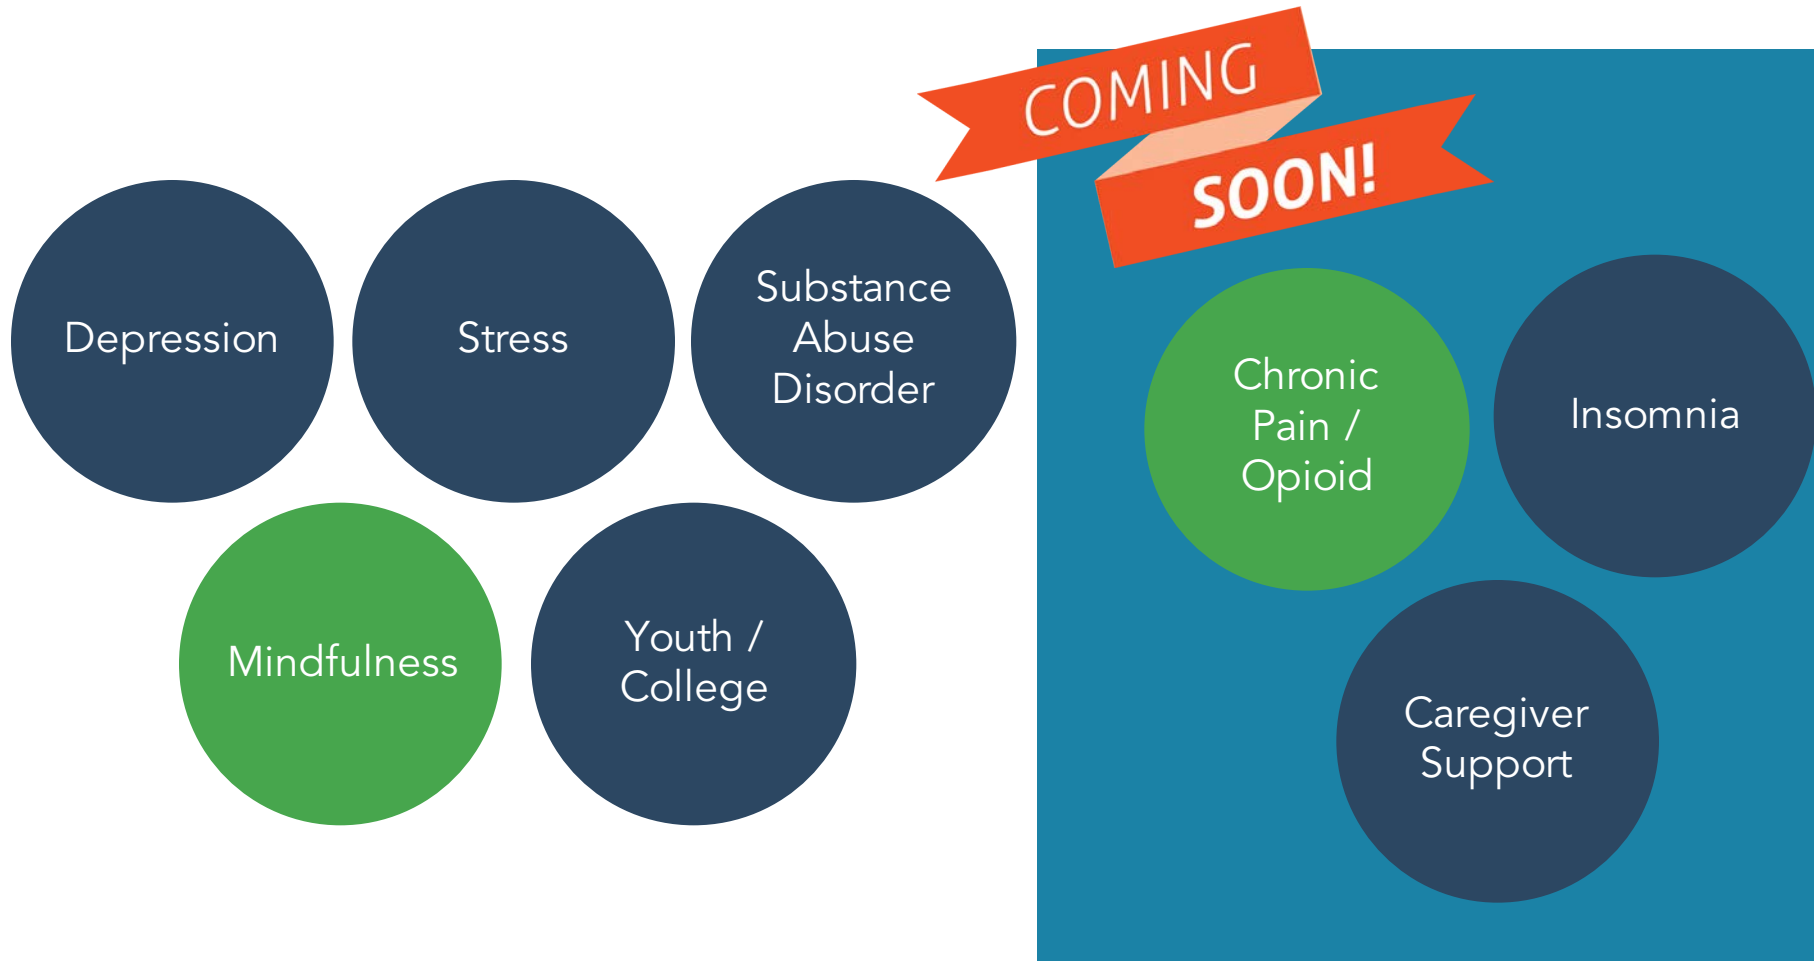 COMING
SOON!
Depression
Stress
Substance
Abuse
Disorder
Mindfulness
Youth /
College
Chronic
Pain /
Opioid
Insomnia
Caregiver
Support